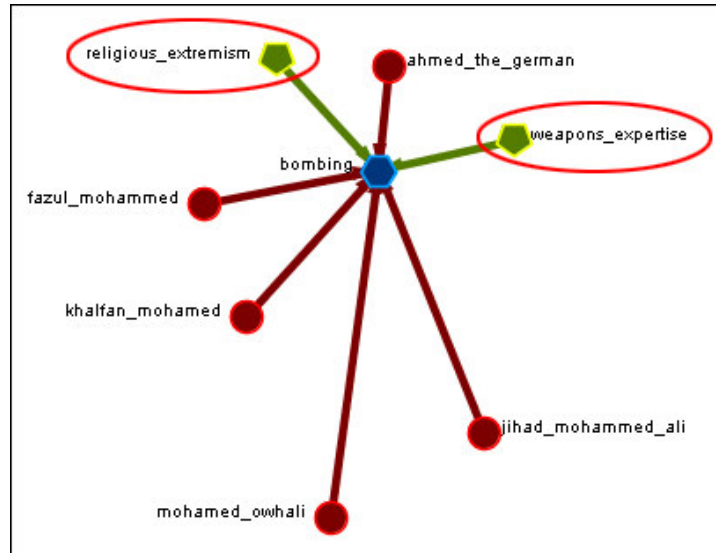 religious_extremism
ahmed_the_german
weapons_expertise
bombing
fazul_mohammed
khalfan_mohamed
jihad_mohammed_ali
mohamed_owhali